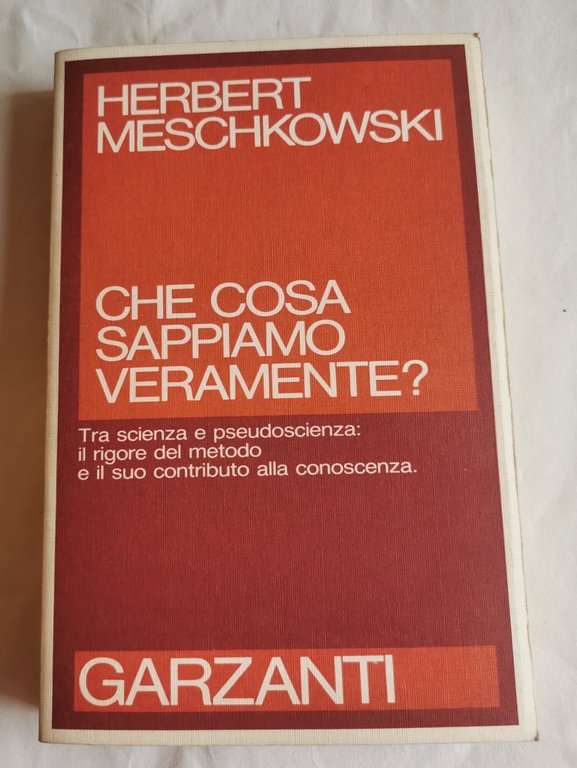 HERBERT
MESCHKOWSKI
CHE COSA
SAPPIAMO
VERAMENTE?
Tra scienza e pseudoscienza:
il rigore del metodo
e il suo contributo alla conoscenza.
GARZANTI